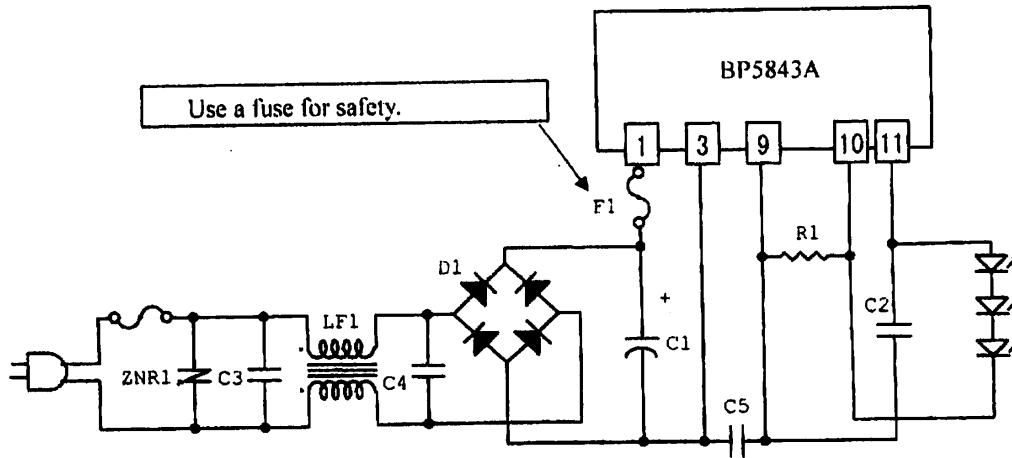 BP5843A
Use a fuse for safety.
1 3 9 10 11
F1
R1
D1
+
LF1
C2
ZNR1 C3 C4 C1
C5